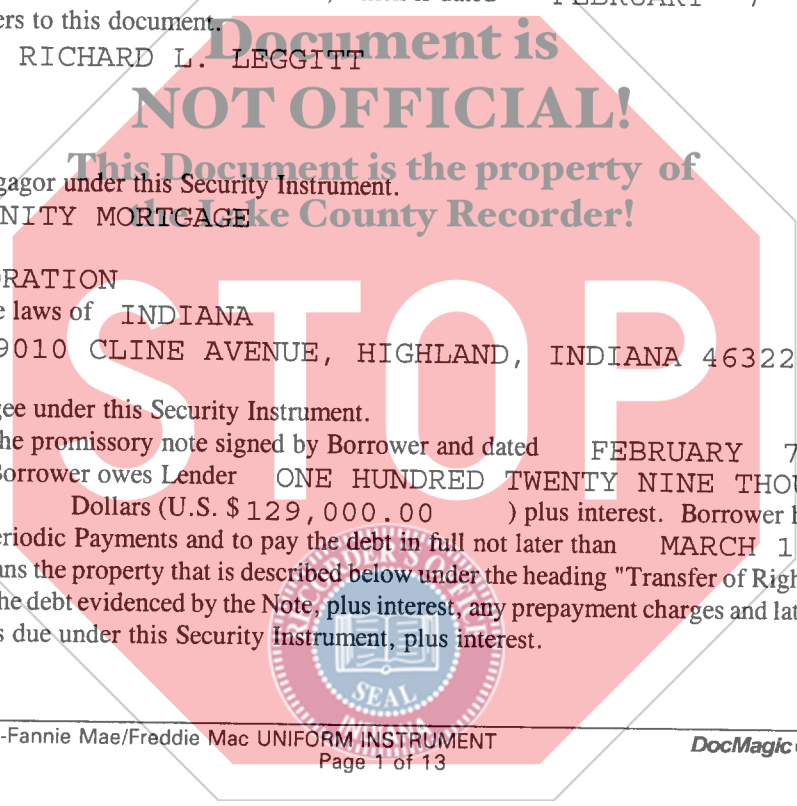 FEBRUARY 7
ers to this document.
Document is
RICHARD L. LEGGITT
NOT OFFICIAL!
This Document is the property of
gagor under this Security Instrument.
the Lake County Recorder!
NITY MORTGAGE
RATION
e laws of INDIANA
STOP
9010 CLINE AVENUE, HIGHLAND, INDIANA 46322
gee under this Security Instrument.
he promissory note signed by Borrower and dated FEBRUARY 7
Borrower owes Lender ONE HUNDRED TWENTY NINE THOU
Dollars (U.S. $ 129,000.00 ) plus interest. Borrower h
eriodic Payments and to pay the debt in full not later than MARCH 1
ans the property that is described below under the heading "Transfer of Righ
he debt evidenced by the Note, plus interest, any prepayment charges and lat
s due under this Security Instrument, plus interest.
SEAL
-Fannie Mae/Freddie Mac UNIFORM INSTRUMENT
DocMagic
Page 1 of 13